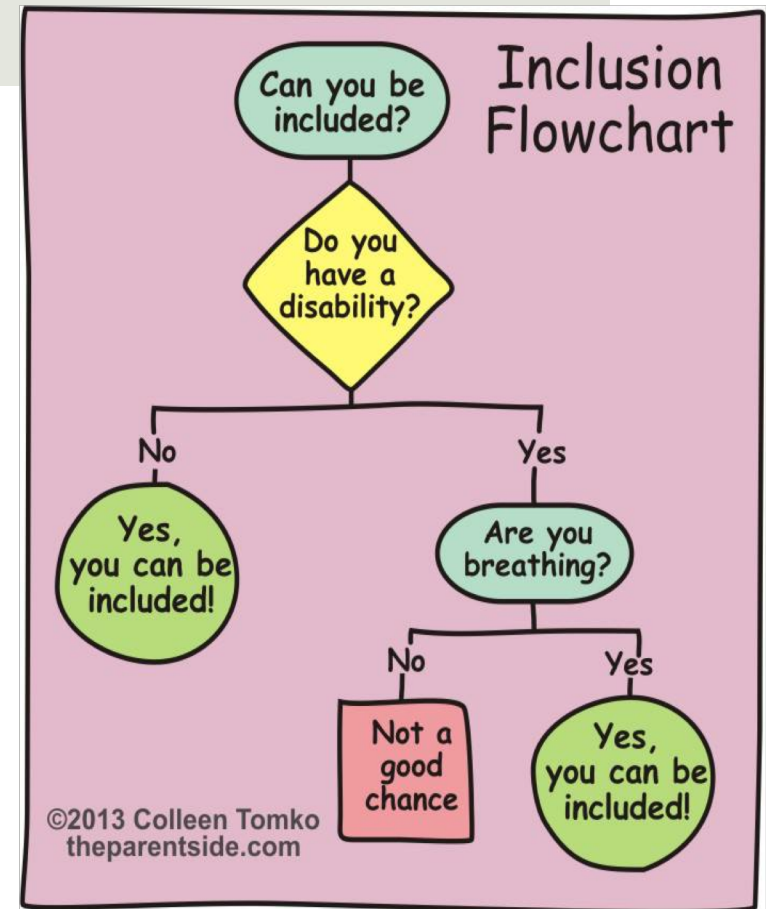 Inclusion
Flowchart
Can you be
included?
Do you
have a
disability?
No
Yes
Yes,
you can be
included!
Are you
breathing?
No
Yes
Not a
good
chance
Yes,
you can be
included!
©2013 Colleen Tomko
theparentside.com